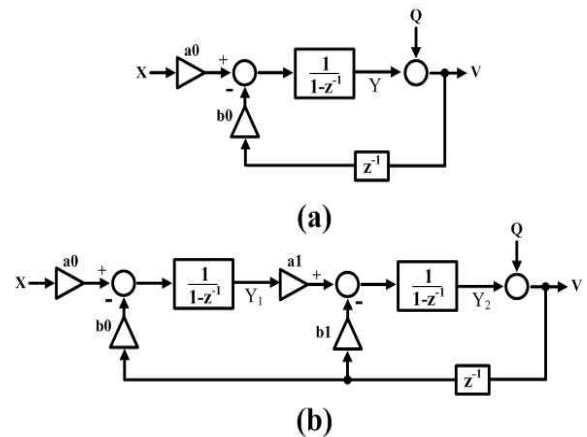 a0
Q
X
+
1
1-z⁻¹
V
-
Y
b0
z⁻¹
(a)
a0
a1
Q
X
+
1
1-z⁻¹
+
1
1-z⁻¹
V
-
Y₁
-
Y₂
b0
b1
z⁻¹
(b)